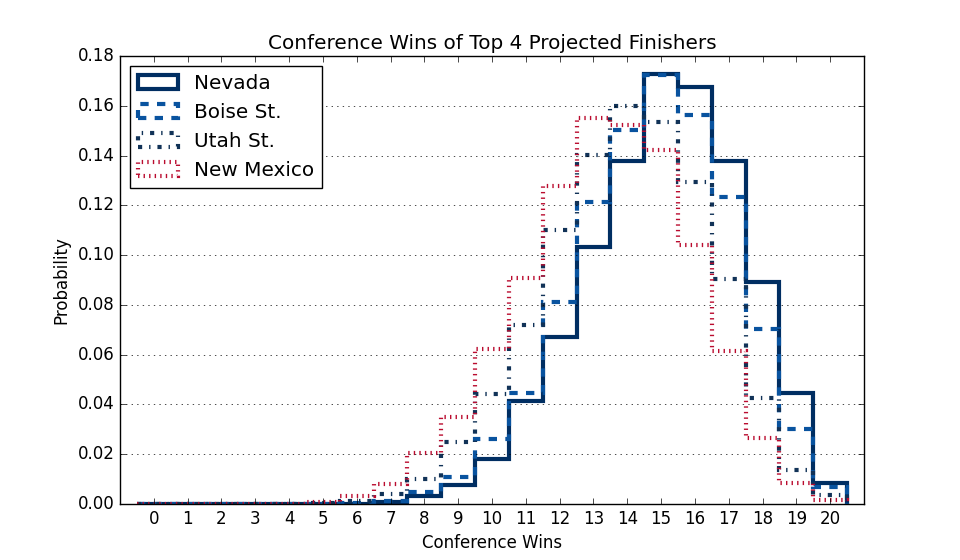 Conference Wins of Top 4 Projected Finishers
0.18
0.16
0.14
0.12
0.10
0.08
0.06
0.04
0.02
0.00
Probability
Nevada
Boise St.
Utah St.
New Mexico
0 1 2 3 4 5 6 7 8 9 10 11 12 13 14 15 16 17 18 19 20
Conference Wins